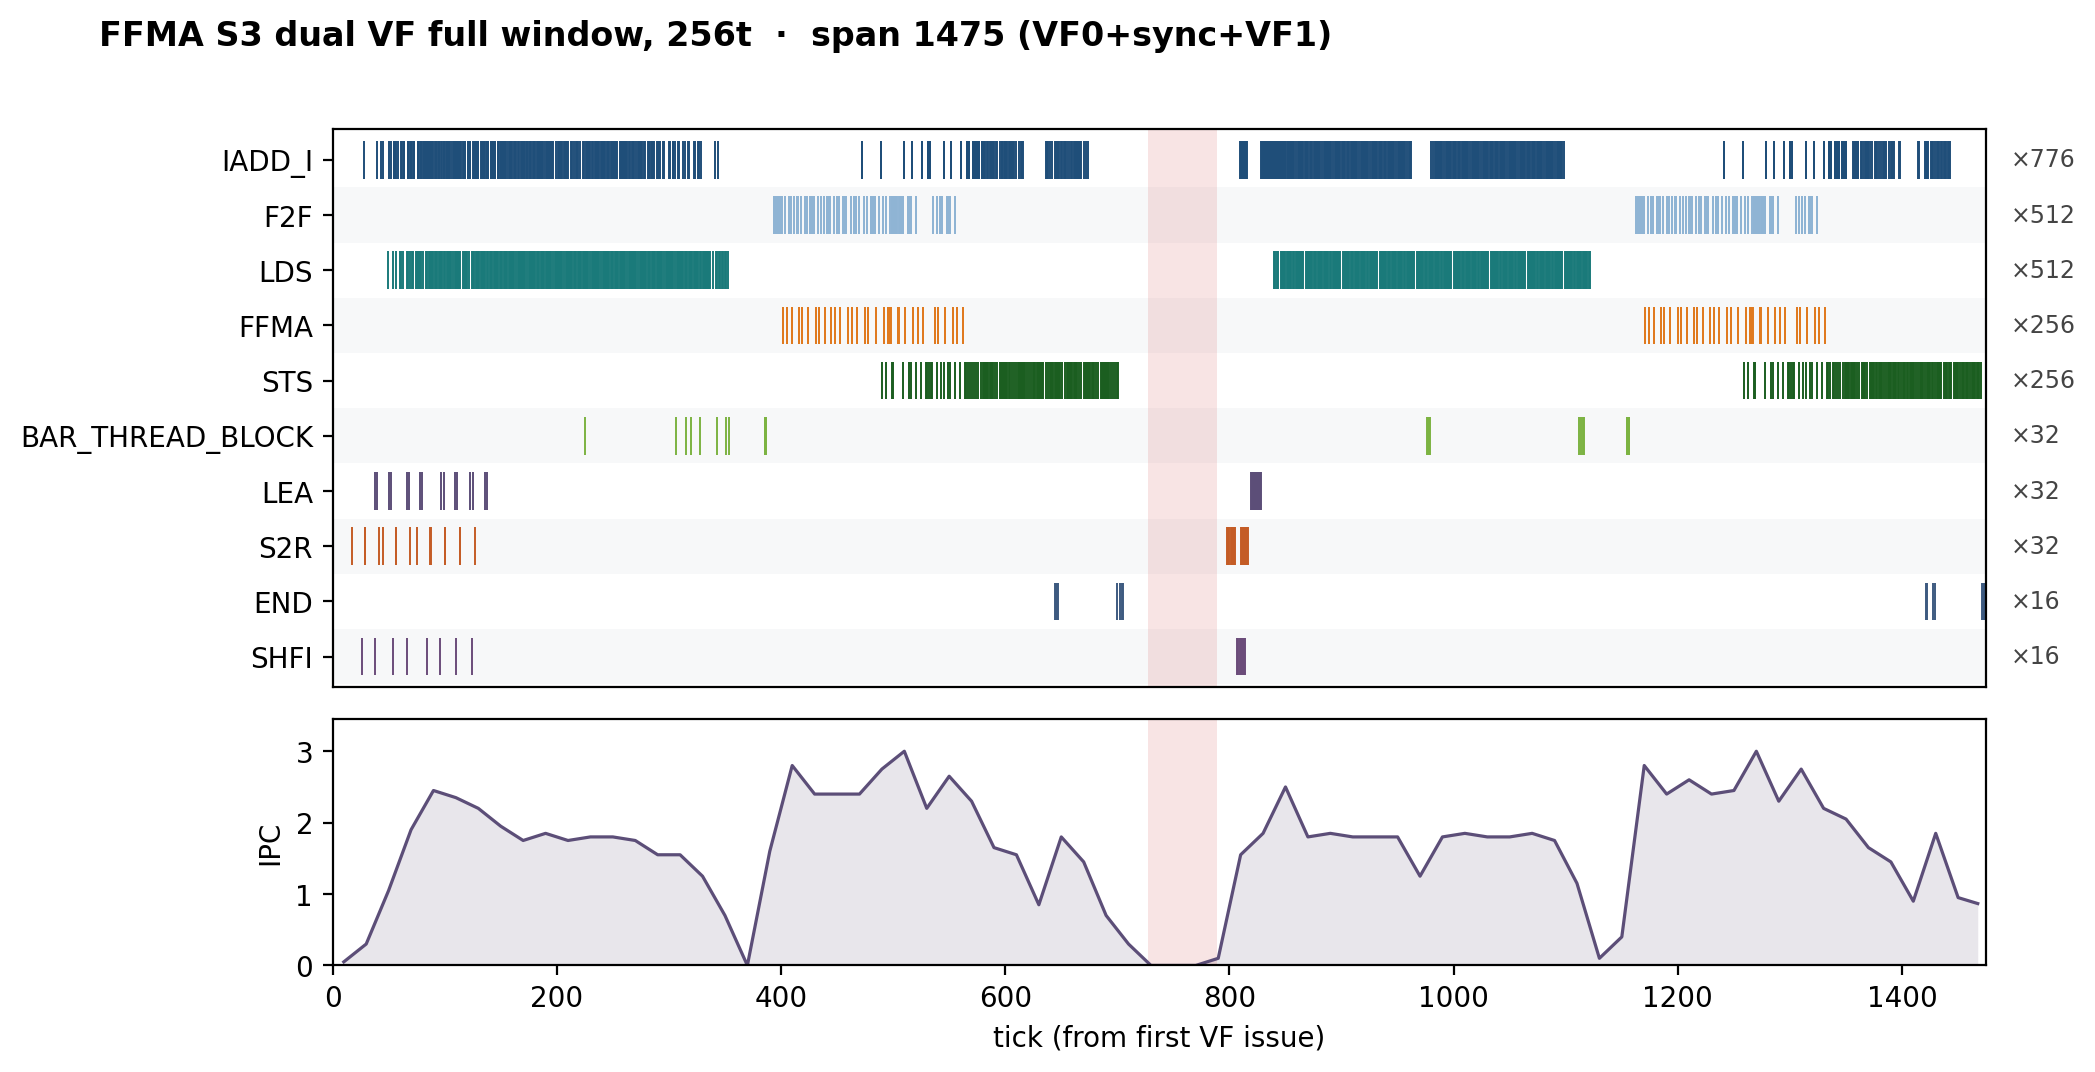 FFMA S3 dual VF full window, 256t · span 1475 (VF0+sync+VF1)
IADD_I ×776
F2F ×512
LDS ×512
FFMA ×256
STS ×256
BAR_THREAD_BLOCK ×32
LEA ×32
S2R ×32
END ×16
SHFI ×16
IPC
3
2
1
0
0 200 400 600 800 1000 1200 1400
tick (from first VF issue)